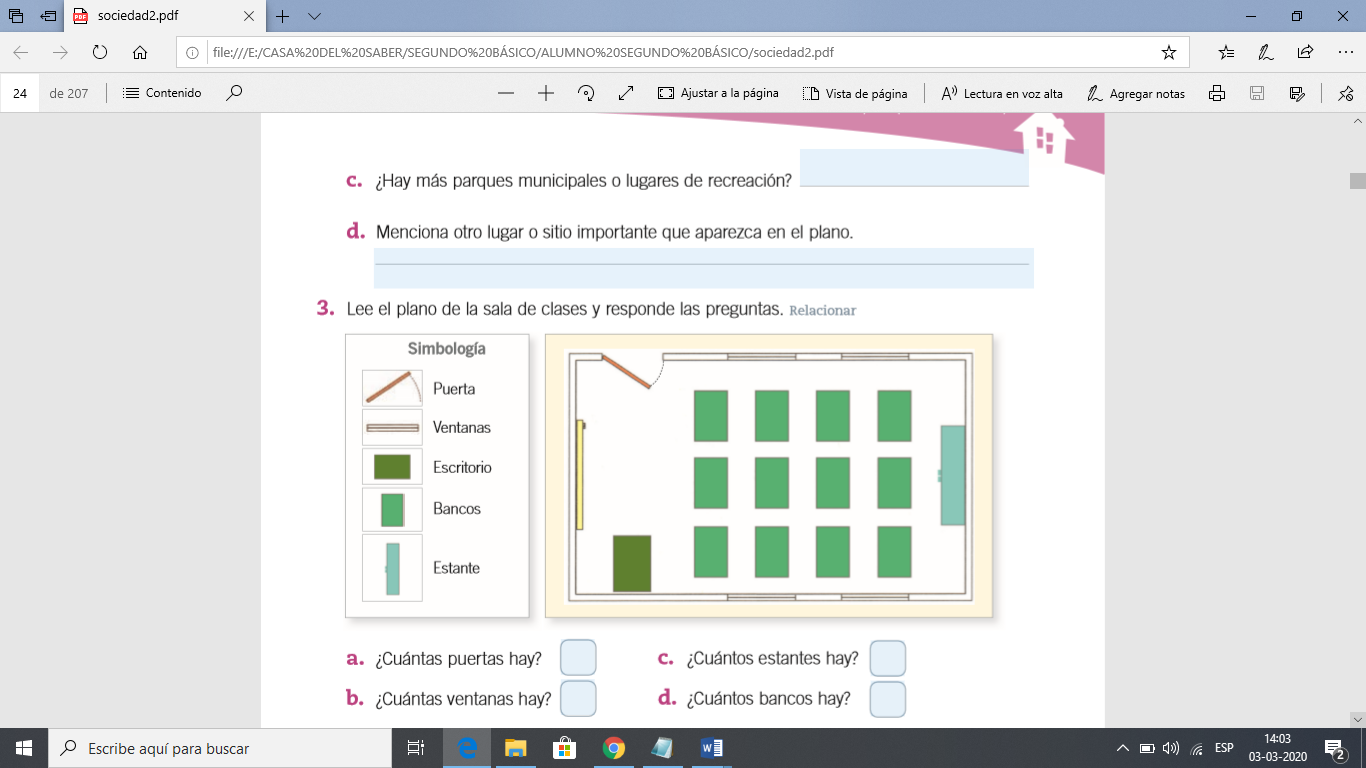 sociedad2.pdf
file:///E:/CASA%20DEL%20SABER/SEGUNDO%20BÁSICO/ALUMNO%20SEGUNDO%20BÁSICO/sociedad2.pdf
24 de 207 Contenido Ajustar a la página Vista de página Lectura en voz alta Agregar notas
c. ¿Hay más parques municipales o lugares de recreación?
d. Menciona otro lugar o sitio importante que aparezca en el plano.
3. Lee el plano de la sala de clases y responde las preguntas. Relacionar
Simbología
Puerta
Ventanas
Escritorio
Bancos
Estante
a. ¿Cuántas puertas hay? c. ¿Cuántos estantes hay?
b. ¿Cuántas ventanas hay? d. ¿Cuántos bancos hay?
Escribe aquí para buscar ESP 14:03
03-03-2020 2